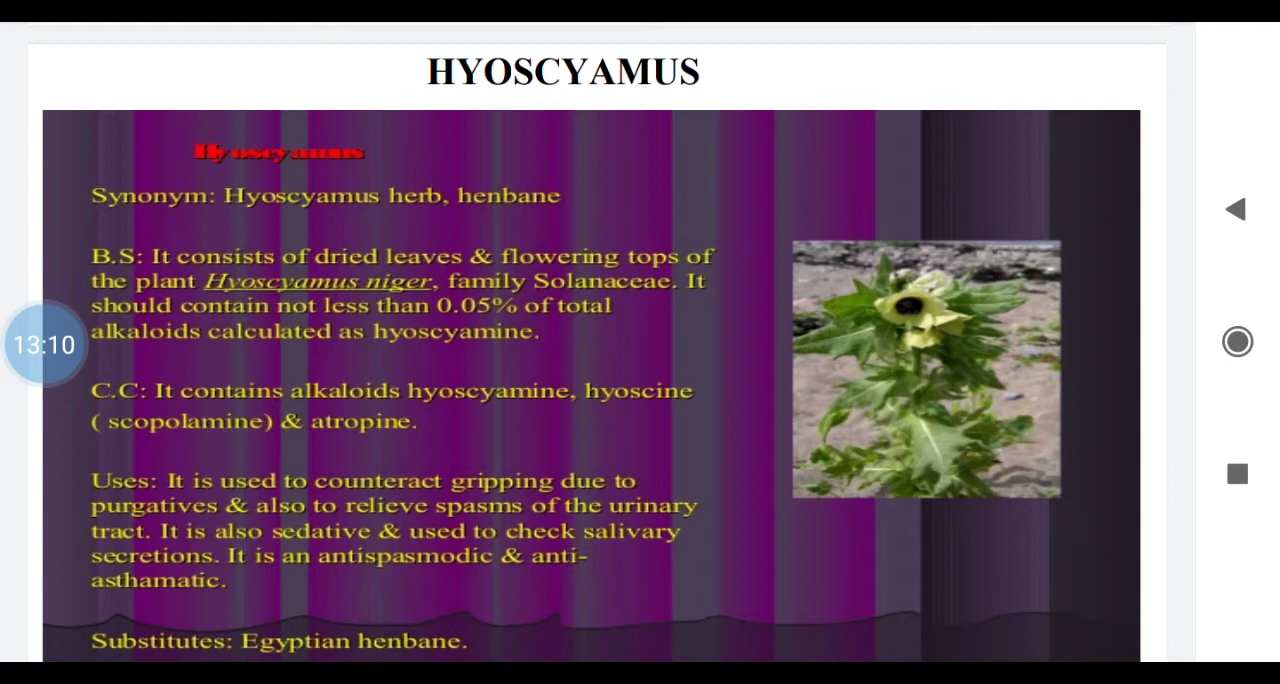 HYOSCYAMUS
Hyoscyamus
Synonym: Hyoscyamus herb, henbane
B.S: It consists of dried leaves & flowering tops of
the plant Hyoscyamus niger, family Solanaceae. It
should contain not less than 0.05% of total
alkaloids calculated as hyoscyamine.
13:10
C.C: It contains alkaloids hyoscyamine, hyoscine
( scopolamine) & atropine.
Uses: It is used to counteract gripping due to
purgatives & also to relieve spasms of the urinary
tract. It is also sedative & used to check salivary
secretions. It is an antispasmodic & anti-
asthamatic.
Substitutes: Egyptian henbane.